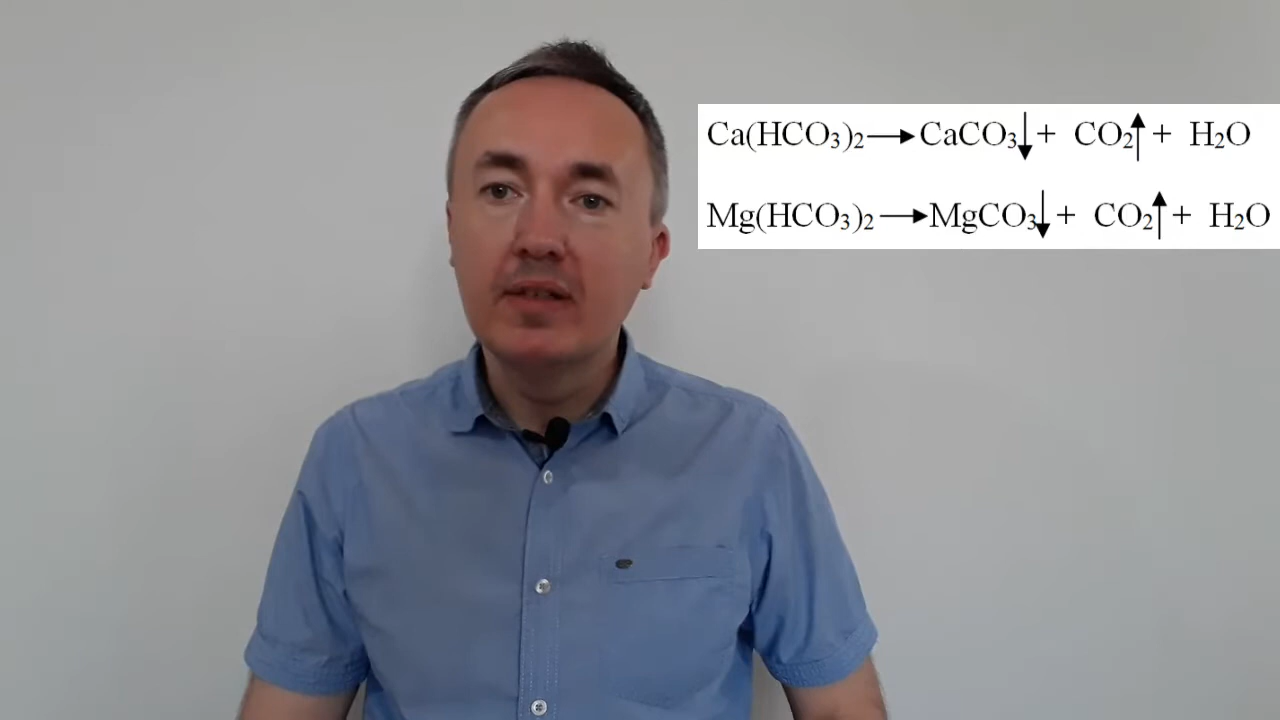 Ca(HCO₃)₂ → CaCO₃↓ + CO₂↑ + H₂O
Mg(HCO₃)₂ → MgCO₃↓ + CO₂↑ + H₂O